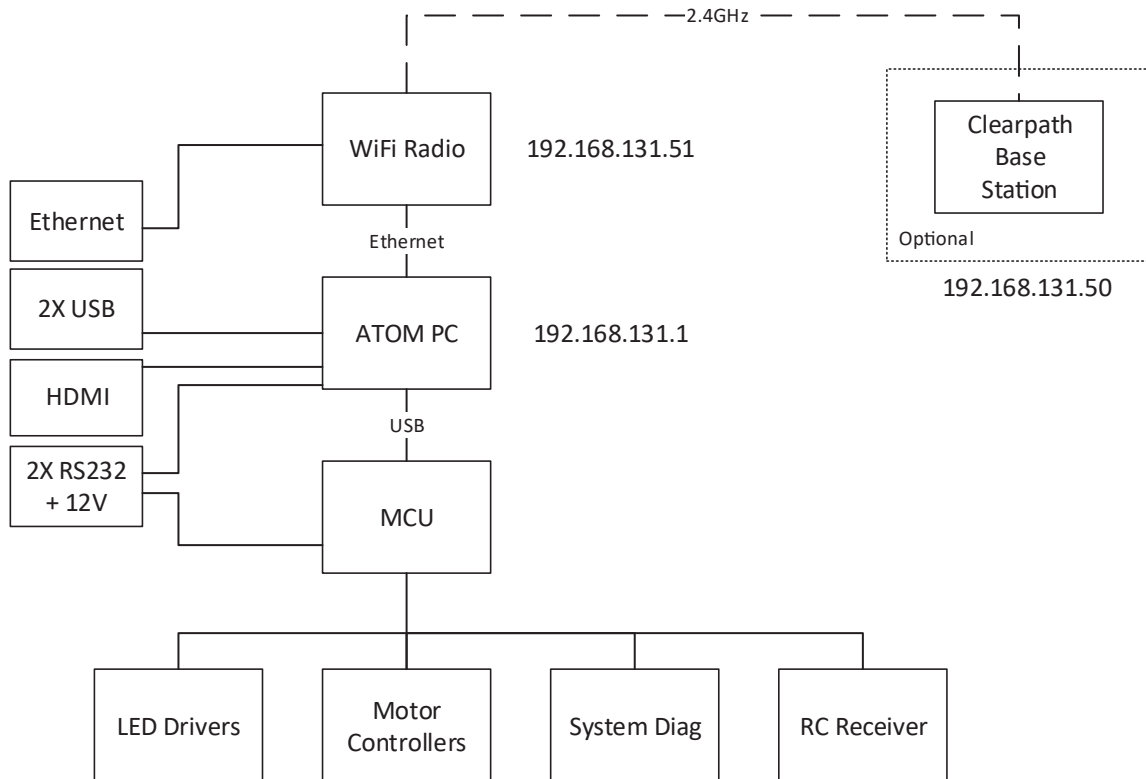 2.4GHz
Clearpath
Base
Station
Optional
192.168.131.50
WiFi Radio
192.168.131.51
Ethernet
Ethernet
2X USB
ATOM PC
192.168.131.1
HDMI
USB
2X RS232
+ 12V
MCU
LED Drivers
Motor
Controllers
System Diag
RC Receiver